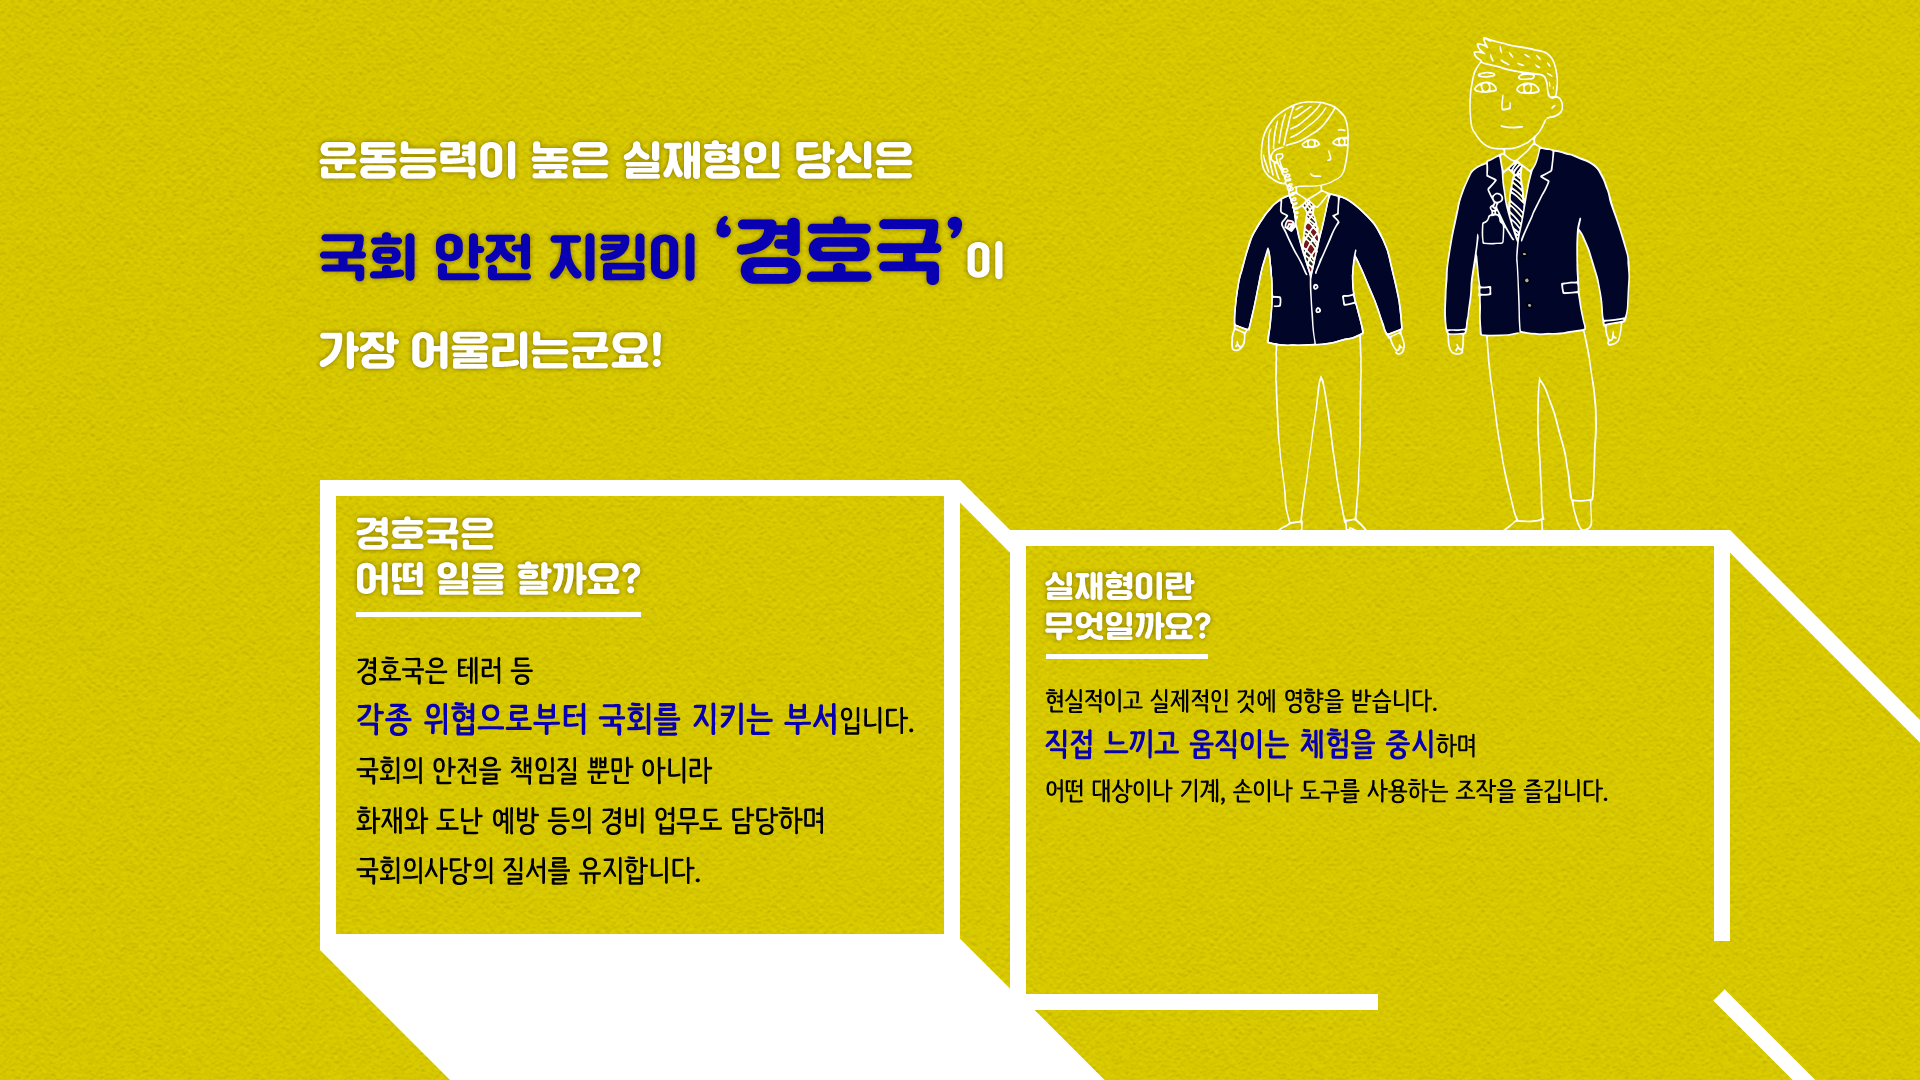 운동능력이 높은 실재형인 당신은
국회 안전 지킴이 ‘경호국’이
가장 어울리는군요!
경호국은
어떤 일을 할까요?
경호국은 테러 등
각종 위협으로부터 국회를 지키는 부서입니다.
국회의 안전을 책임질 뿐만 아니라
화재와 도난 예방 등의 경비 업무도 담당하며
국회의사당의 질서를 유지합니다.
실재형이란
무엇일까요?
현실적이고 실제적인 것에 영향을 받습니다.
직접 느끼고 움직이는 체험을 중시하며
어떤 대상이나 기계, 손이나 도구를 사용하는 조작을 즐깁니다.